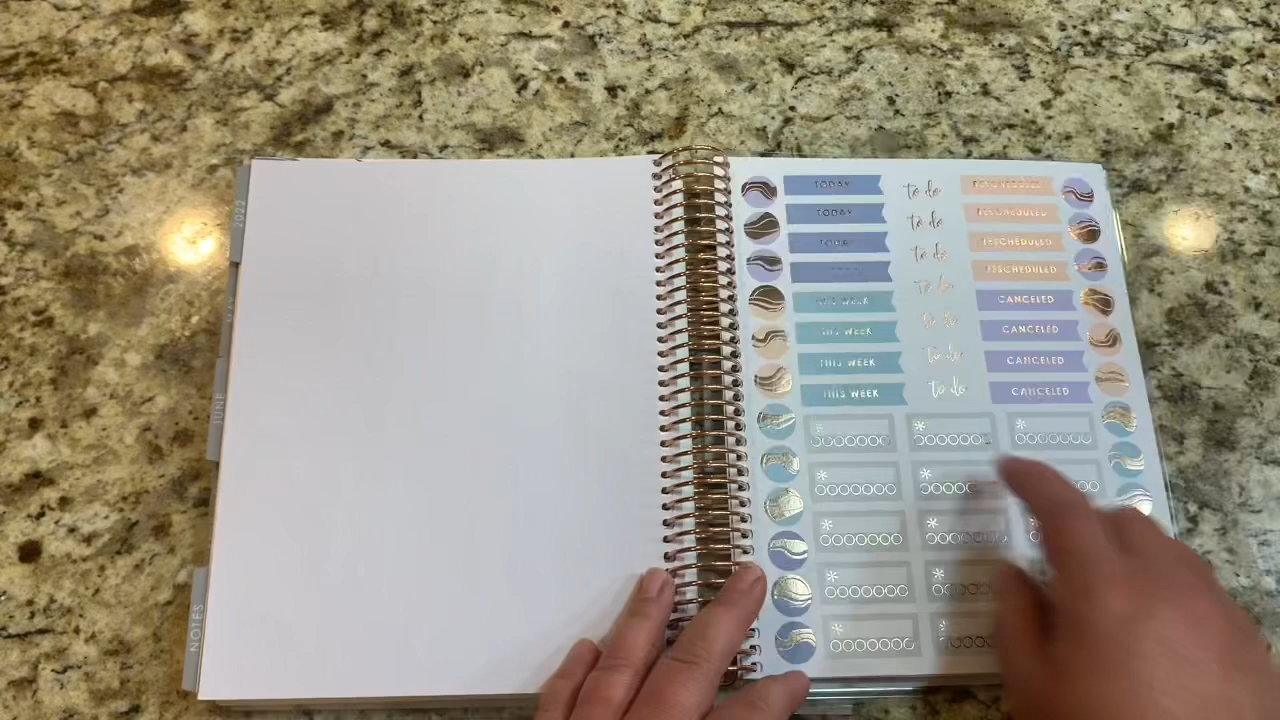 2022
MAY
JUNE
NOTES
TODAY to do RESCHEDULED
TODAY to do RESCHEDULED
TODAY to do RESCHEDULED
to do RESCHEDULED
THIS WEEK to do CANCELED
THIS WEEK to do CANCELED
THIS WEEK to do CANCELED
THIS WEEK to do CANCELED